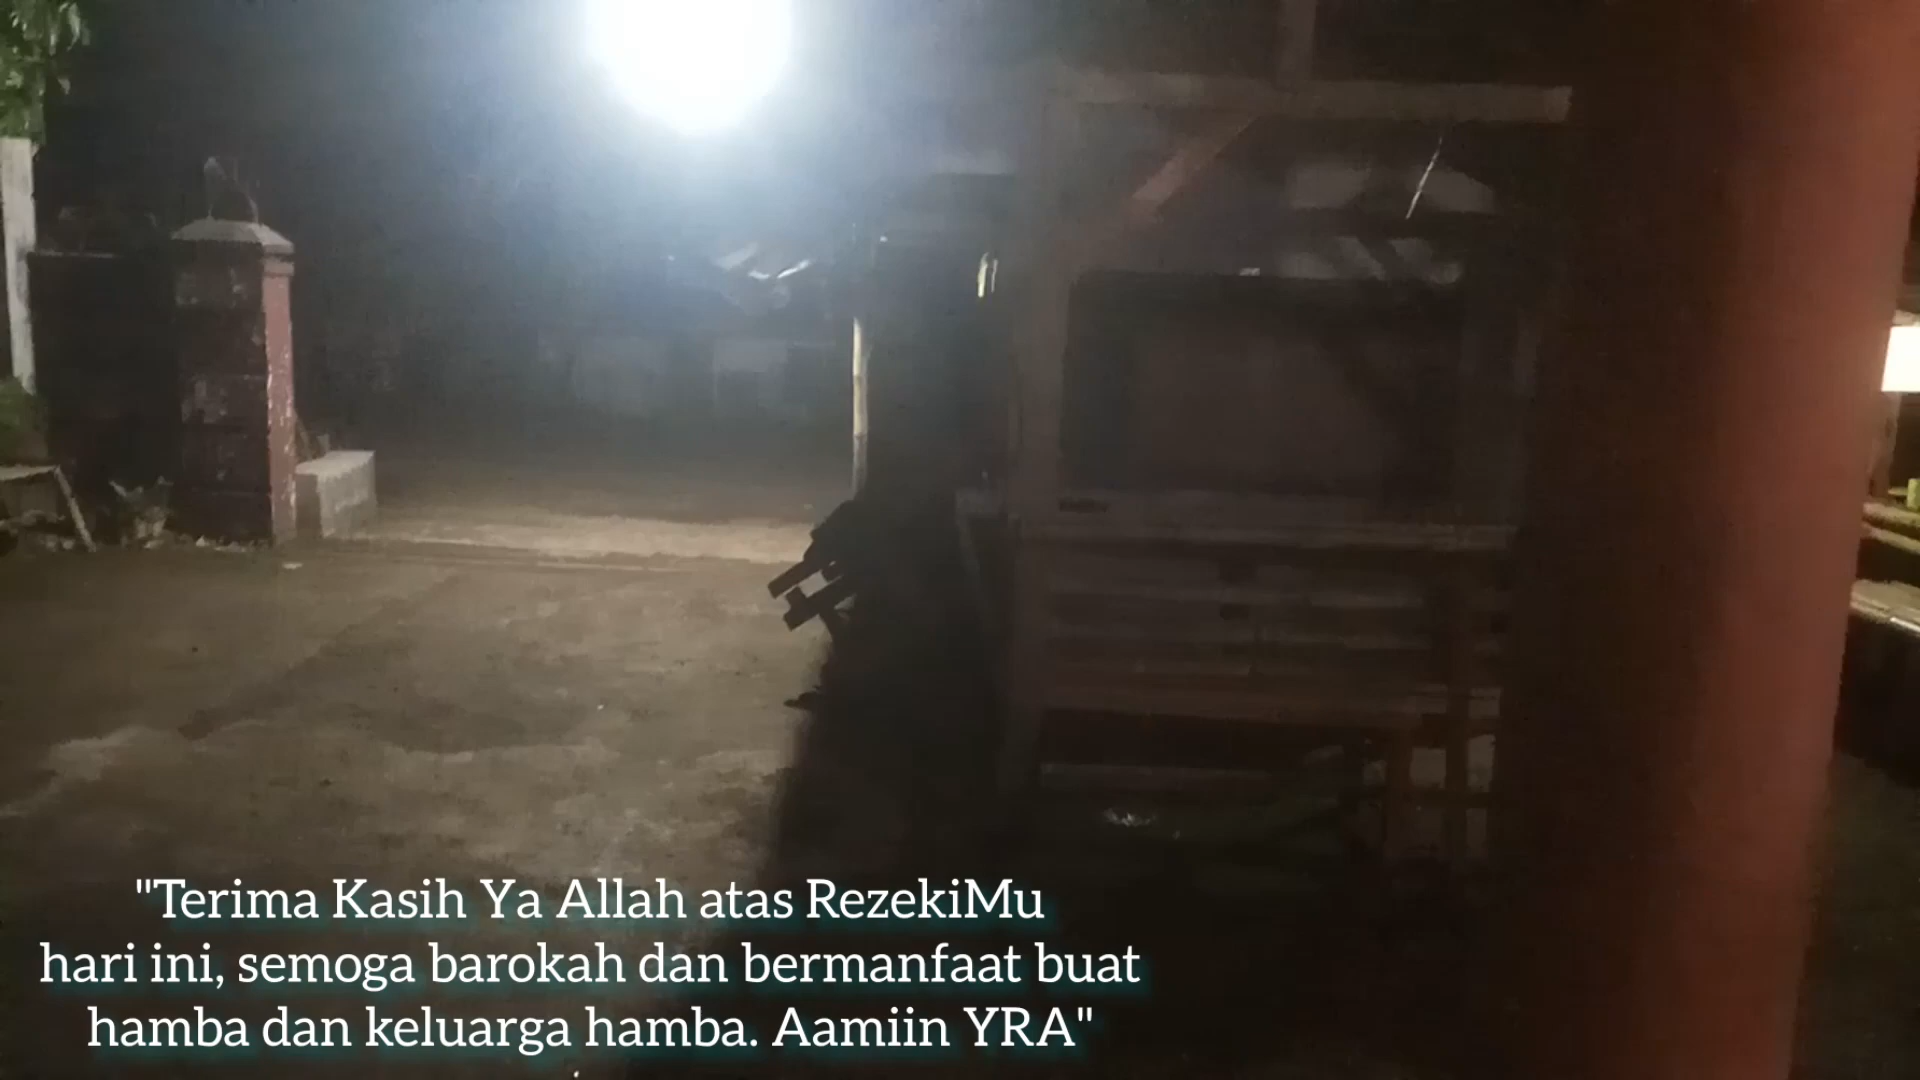 "Terima Kasih Ya Allah atas RezekiMu
hari ini, semoga barokah dan bermanfaat buat
hamba dan keluarga hamba. Aamiin YRA"